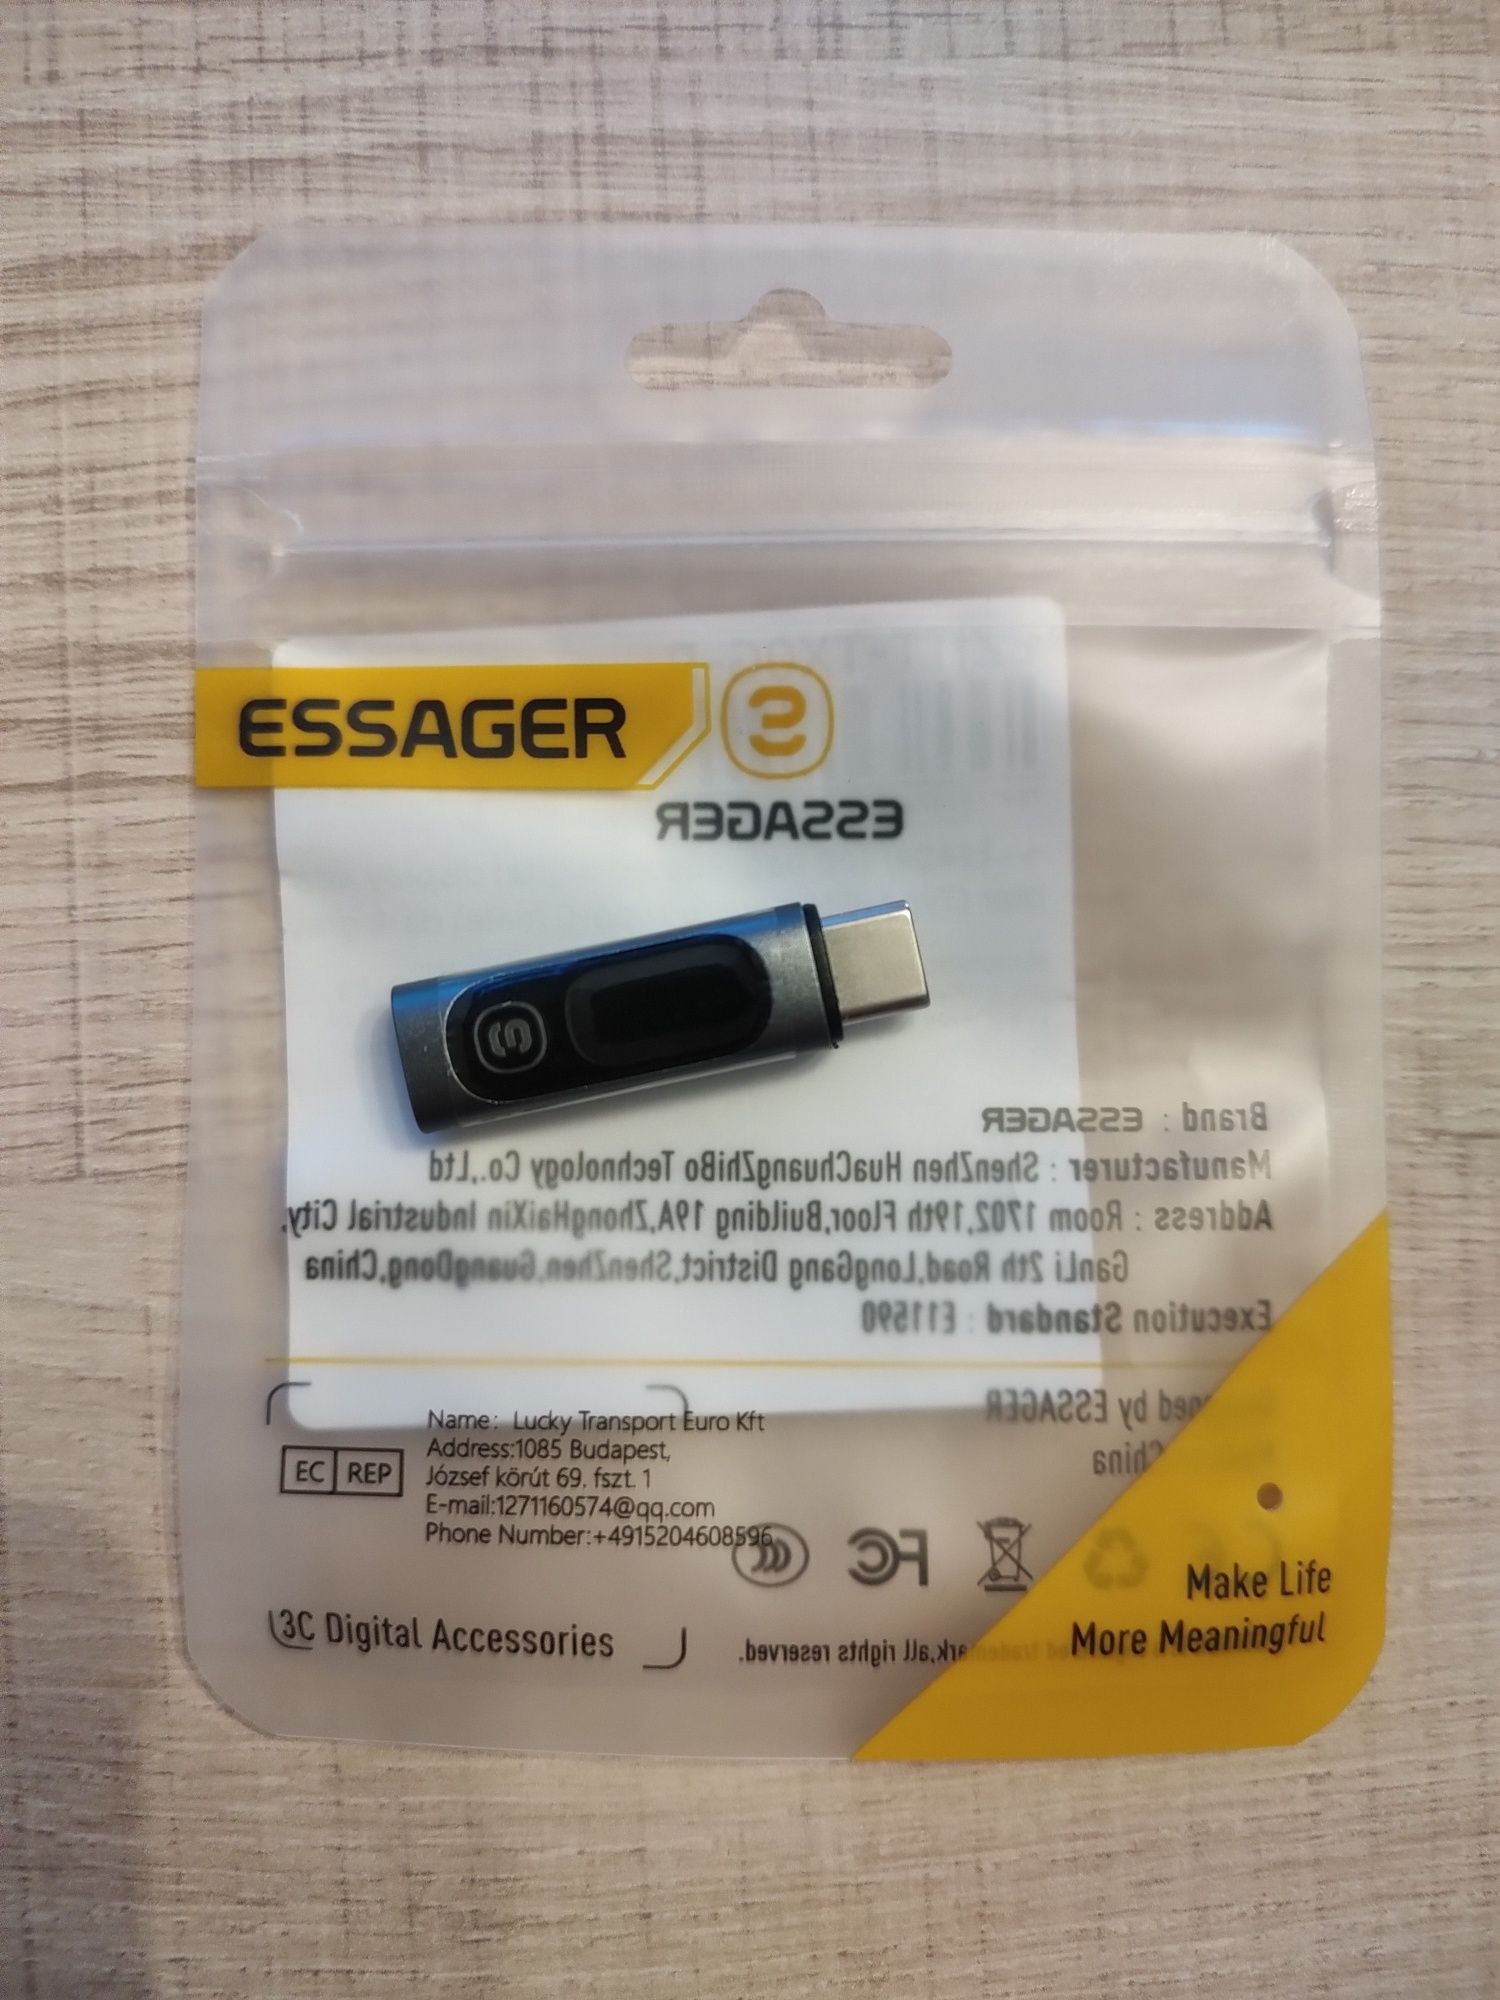 ESSAGER
ESSAGER
Brand : ESSAGER
Manufacturer : ShenZhen HuaChuangZhiBo Technology Co.,Ltd
Address : Room 1702,19th Floor,Building 19A,ZhongHaiXin Industrial City,
GanLi 2th Road,LongGang District,ShenZhen,GuangDong,China
Execution Standard : E11590
by ESSAGER
China
EC REP
Name: Lucky Transport Euro Kft
Address:1085 Budapest,
József körút 69. fszt. 1
E-mail:1271160574@qq.com
Phone Number:+4915204608596
FC
3C Digital Accessories
all rights reserved.
Make Life
More Meaningful